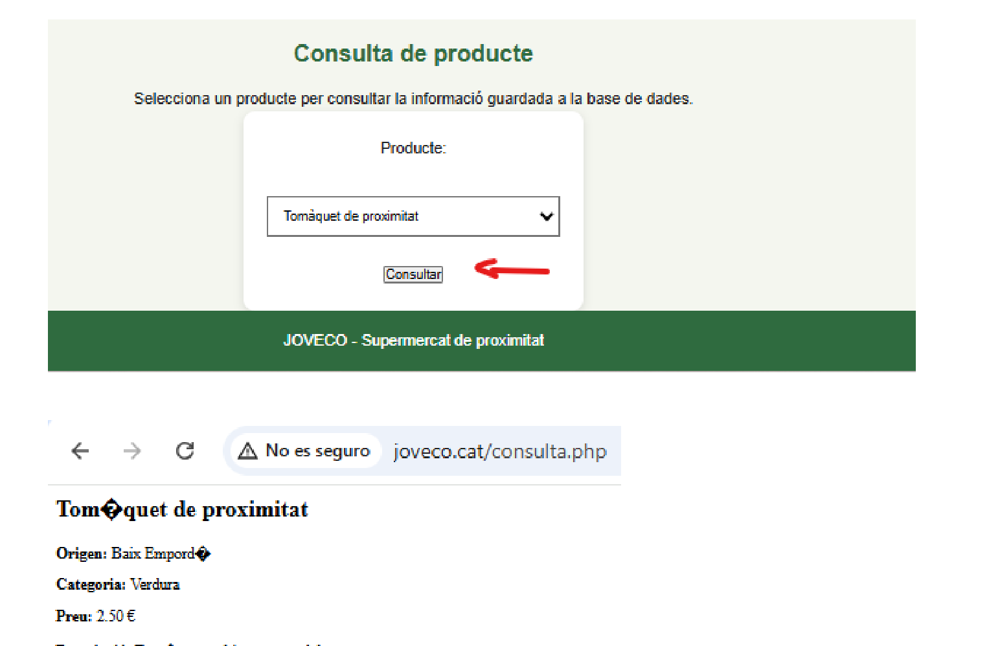 Consulta de producte
Selecciona un producte per consultar la informació guardada a la base de dades.
Producte:
Tomàquet de proximitat
Consultar
JOVECO - Supermercat de proximitat
No es seguro joveco.cat/consulta.php
Tom�quet de proximitat
Origen: Baix Empord�
Categoria: Verdura
Preu: 2.50 €